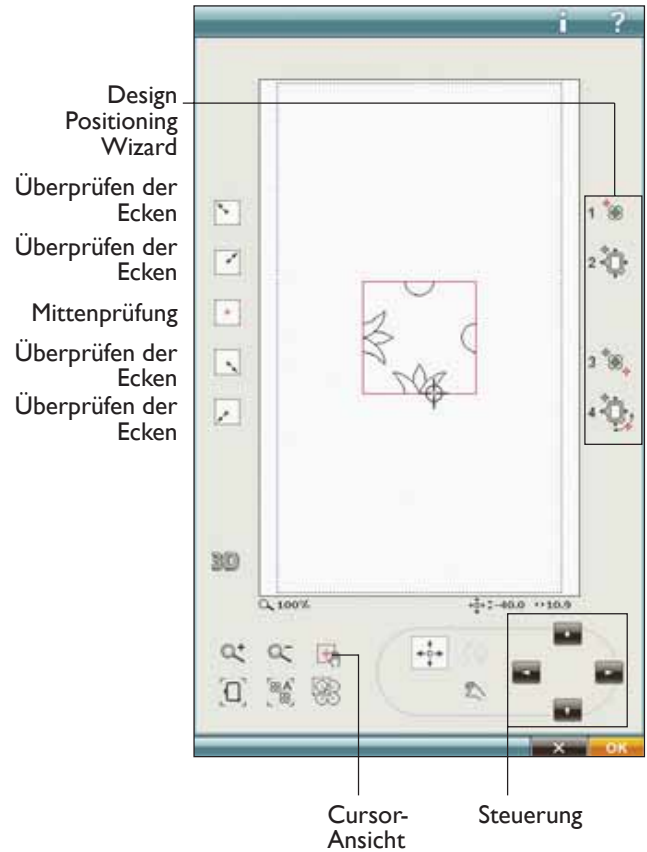 i ?
Design
Positioning
Wizard
Überprüfen der
Ecken
1
Überprüfen der
Ecken
2
Mittenprüfung
Überprüfen der
Ecken
3
Überprüfen der
Ecken
4
3D
100%
-40.0 10.9
A
X OK
Cursor-
Ansicht
Steuerung